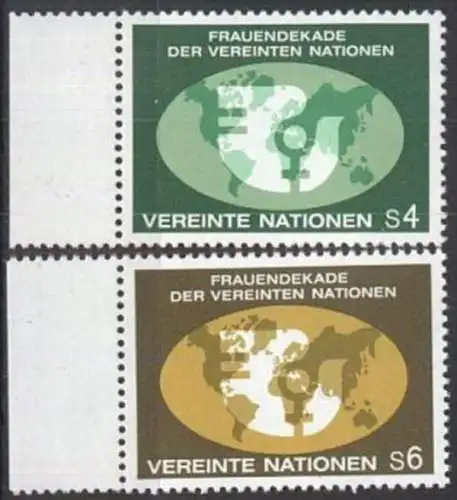 FRAUENDEKADE
DER VEREINTEN NATIONEN
VEREINTE NATIONEN S4
FRAUENDEKADE
DER VEREINTEN NATIONEN
VEREINTE NATIONEN S6